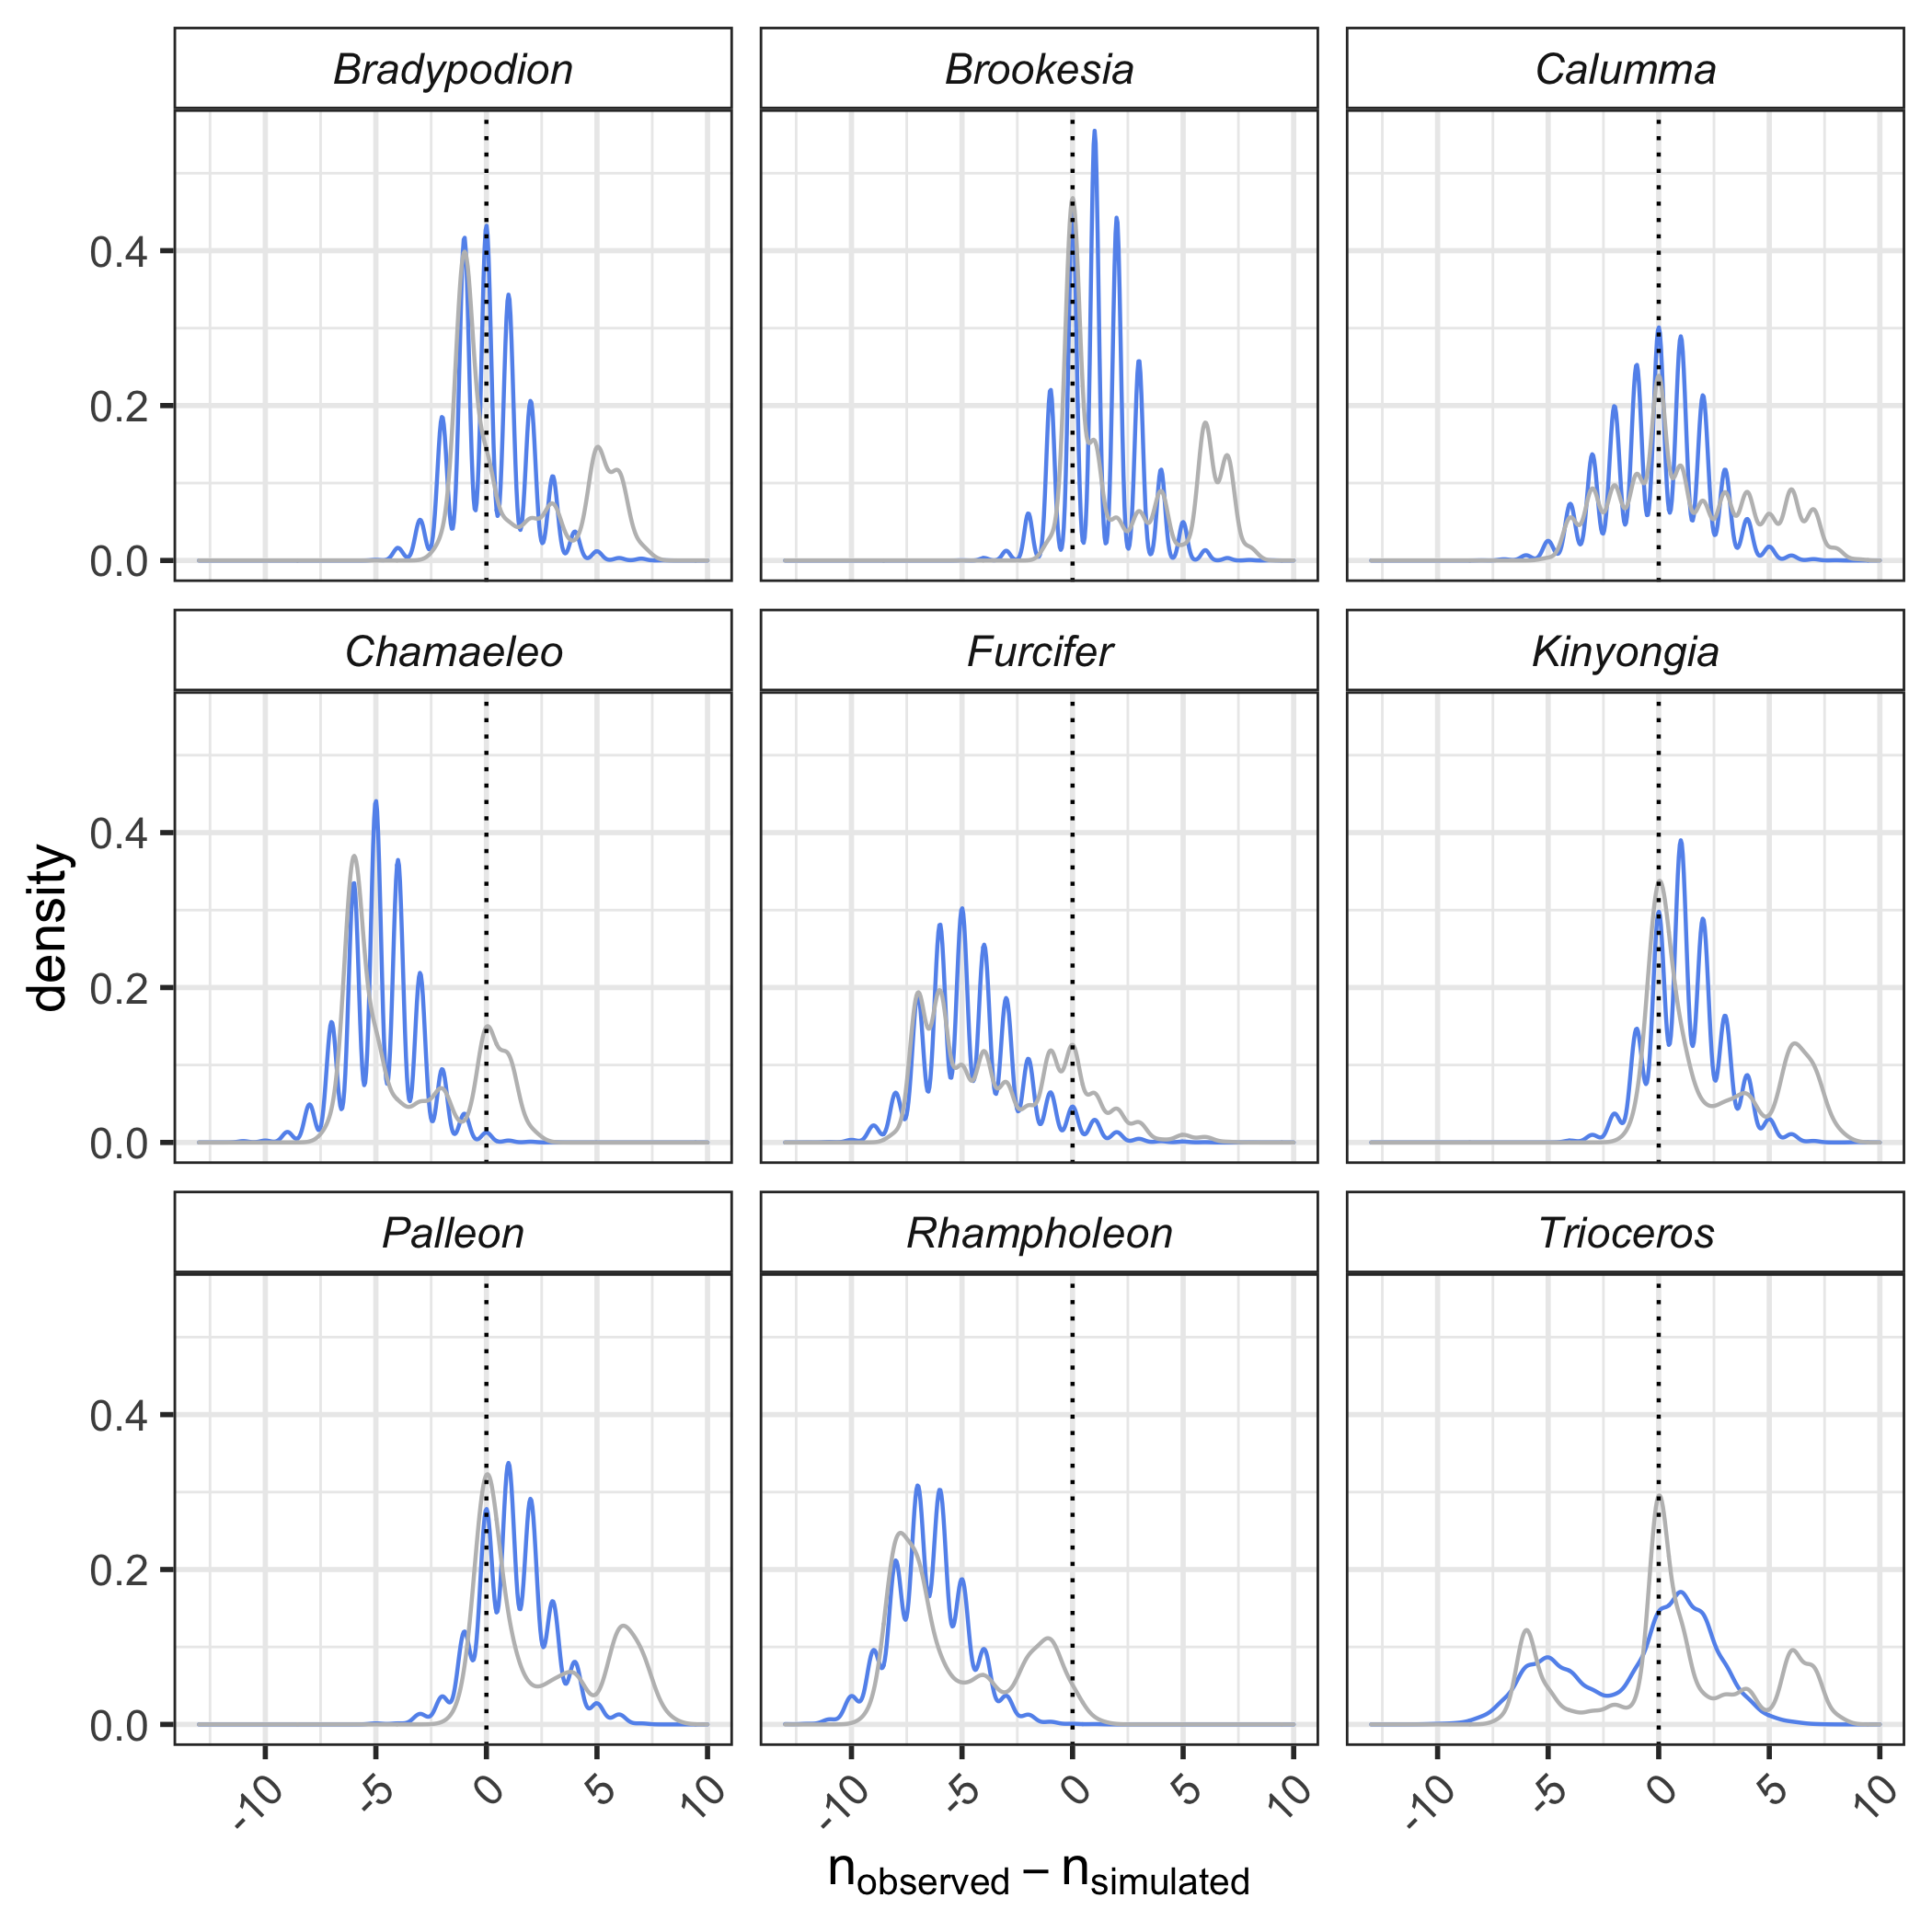 Bradypodion Brookesia Calumma
0.4
0.2
0.0
Chamaeleo Furcifer Kinyongia
density
0.4
0.2
0.0
Palleon Rhampholeon Trioceros
0.4
0.2
0.0
-10 -5 0 5 10 -10 -5 0 5 10 -10 -5 0 5 10
nobserved – nsimulated